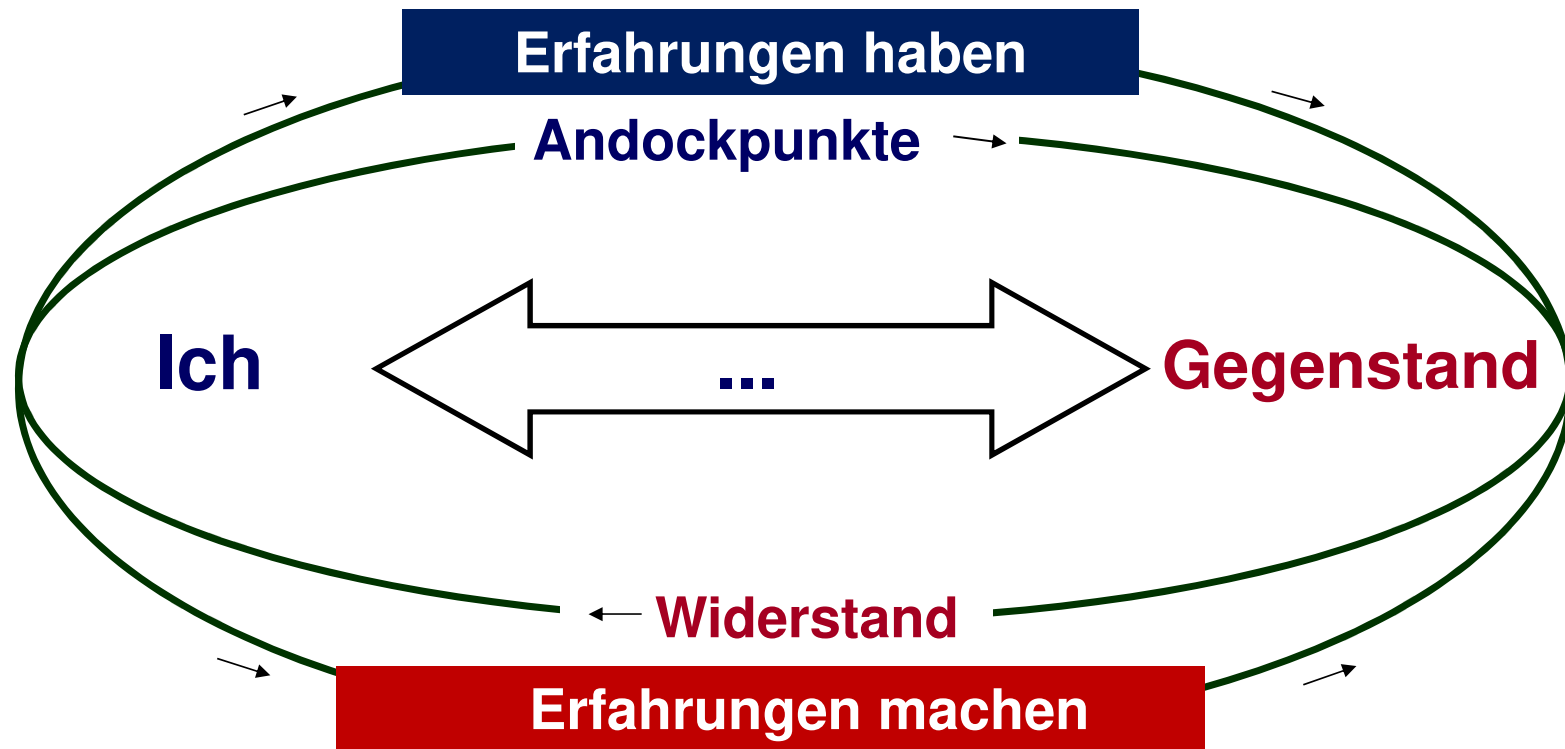 Erfahrungen haben
Andockpunkte
Ich
...
Gegenstand
Widerstand
Erfahrungen machen